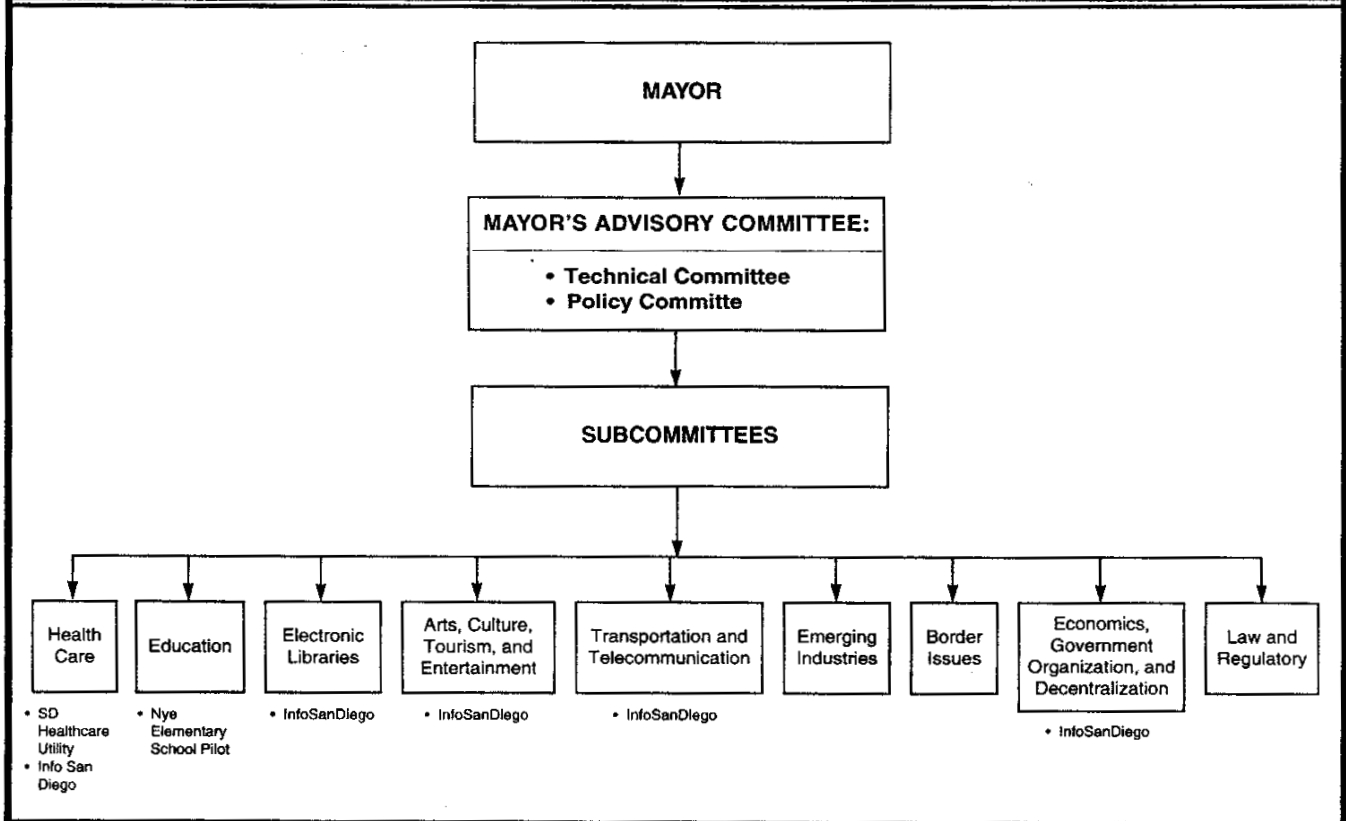 MAYOR
MAYOR'S ADVISORY COMMITTEE:
• Technical Committee
• Policy Committe
SUBCOMMITTEES
Health
Care
• SD
Healthcare
Utility
• Info San
Diego
Education
• Nye
Elementary
School Pilot
Electronic
Libraries
• InfoSanDiego
Arts, Culture,
Tourism, and
Entertainment
• InfoSanDiego
Transportation and
Telecommunication
• InfoSanDiego
Emerging
Industries
Border
Issues
Economics,
Government
Organization, and
Decentralization
• InfoSanDiego
Law and
Regulatory